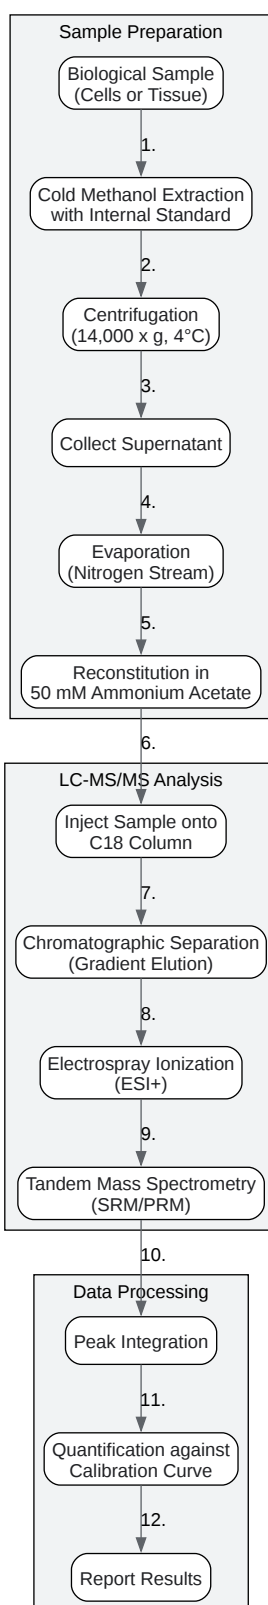 Sample Preparation
Biological Sample
(Cells or Tissue)
1.
Cold Methanol Extraction
with Internal Standard
2.
Centrifugation
(14,000 x g, 4°C)
3.
Collect Supernatant
4.
Evaporation
(Nitrogen Stream)
5.
Reconstitution in
50 mM Ammonium Acetate
6.
LC-MS/MS Analysis
Inject Sample onto
C18 Column
7.
Chromatographic Separation
(Gradient Elution)
8.
Electrospray Ionization
(ESI+)
9.
Tandem Mass Spectrometry
(SRM/PRM)
10.
Data Processing
Peak Integration
11.
Quantification against
Calibration Curve
12.
Report Results